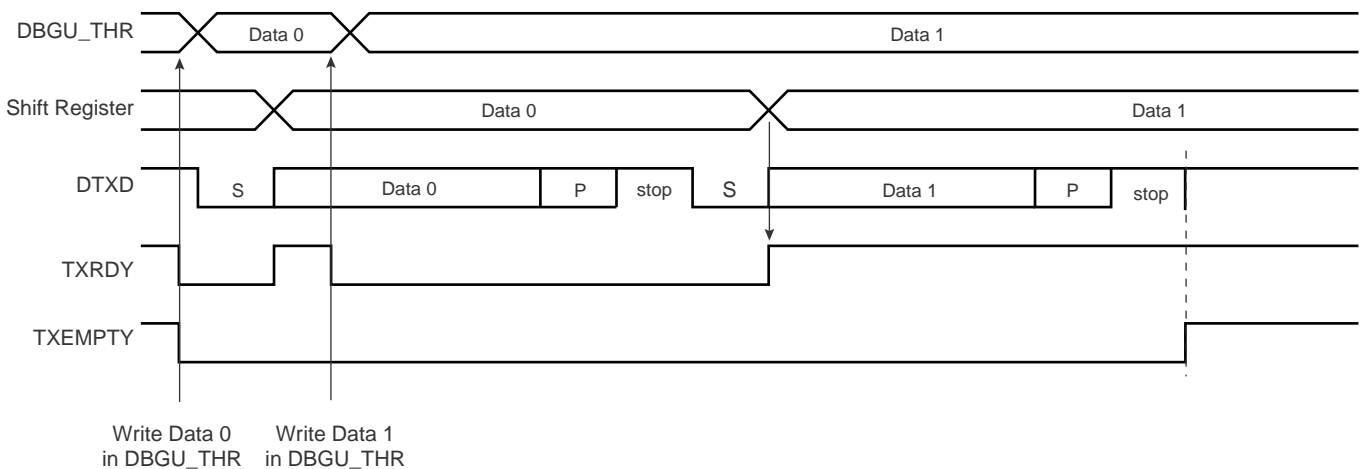 DBGU_THR Data 0 Data 1
Shift Register Data 0 Data 1
DTXD S Data 0 P stop S Data 1 P stop
TXRDY
TXEMPTY
Write Data 0 Write Data 1
in DBGU_THR in DBGU_THR